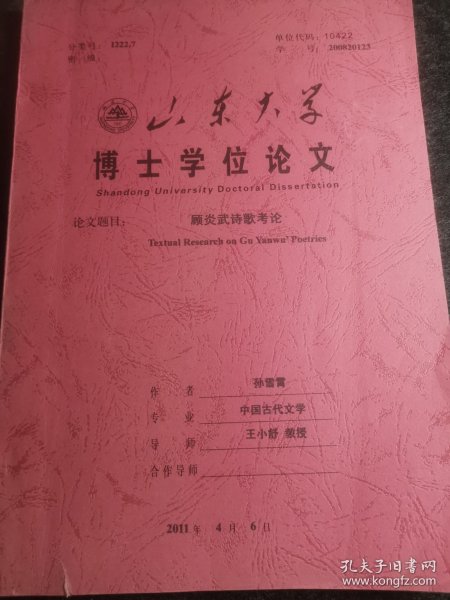 分类号: I222.7
单位代码: 10422
密 级:
学 号: 200820123
山东大学
博士学位论文
Shandong University Doctoral Dissertation
论文题目: 顾炎武诗歌考论
Textual Research on Gu Yanwu' Poetries
作 者 孙雪霄
专 业 中国古代文学
导 师 王小舒 教授
合作导师
2011 年 4 月 6 日
孔夫子旧书网
www.kongfz.com